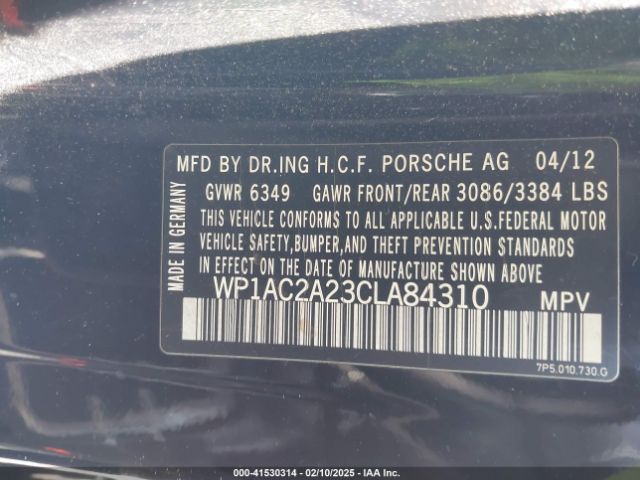 MFD BY DR.ING H.C.F. PORSCHE AG 04/12
GVWR 6349 GAWR FRONT/REAR 3086/3384 LBS
THIS VEHICLE CONFORMS TO ALL APPLICABLE U.S.FEDERAL MOTOR
VEHICLE SAFETY,BUMPER,AND THEFT PREVENTION STANDARDS
IN EFFECT ON THE DATE OF MANUFACTURE SHOWN ABOVE.
WP1AC2A23CLA84310 MPV
MADE IN GERMANY
7P5.010.730.G
000-41530314 - 02/10/2025 - IAA Inc.